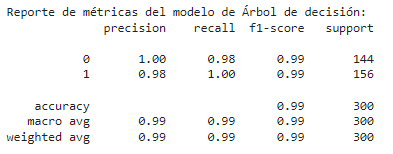 Reporte de métricas del modelo de Árbol de decisión:
precision recall f1-score support
0 1.00 0.98 0.99 144
1 0.98 1.00 0.99 156
accuracy 0.99 300
macro avg 0.99 0.99 0.99 300
weighted avg 0.99 0.99 0.99 300